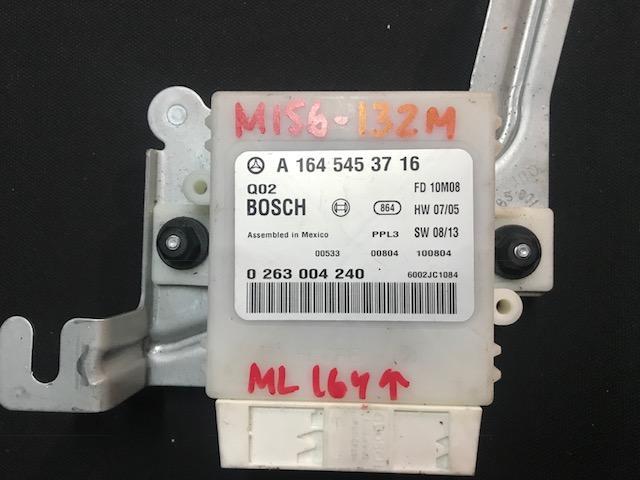 M156-132M
A 164 545 37 16
Q02 FD 10M08
BOSCH 864 HW 07/05
Assembled in Mexico PPL3 SW 08/13
00533 00804 100804
0 263 004 240 6002JC1084
ML 164↑